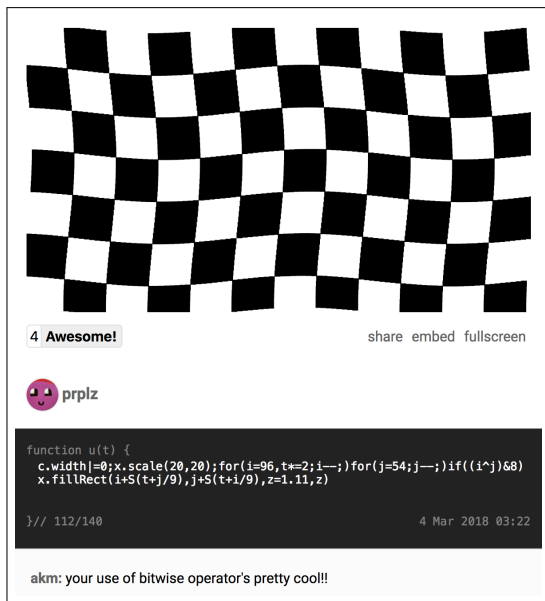 4 Awesome!
share embed fullscreen
prplz
function u(t) {
c.width|=0;x.scale(20,20);for(i=96,t*=2;i--;)for(j=54;j--;)if((i^j)&8)
x.fillRect(i+S(t+j/9),j+S(t+i/9),z=1.11,z)
}// 112/140
4 Mar 2018 03:22
akm: your use of bitwise operator's pretty cool!!